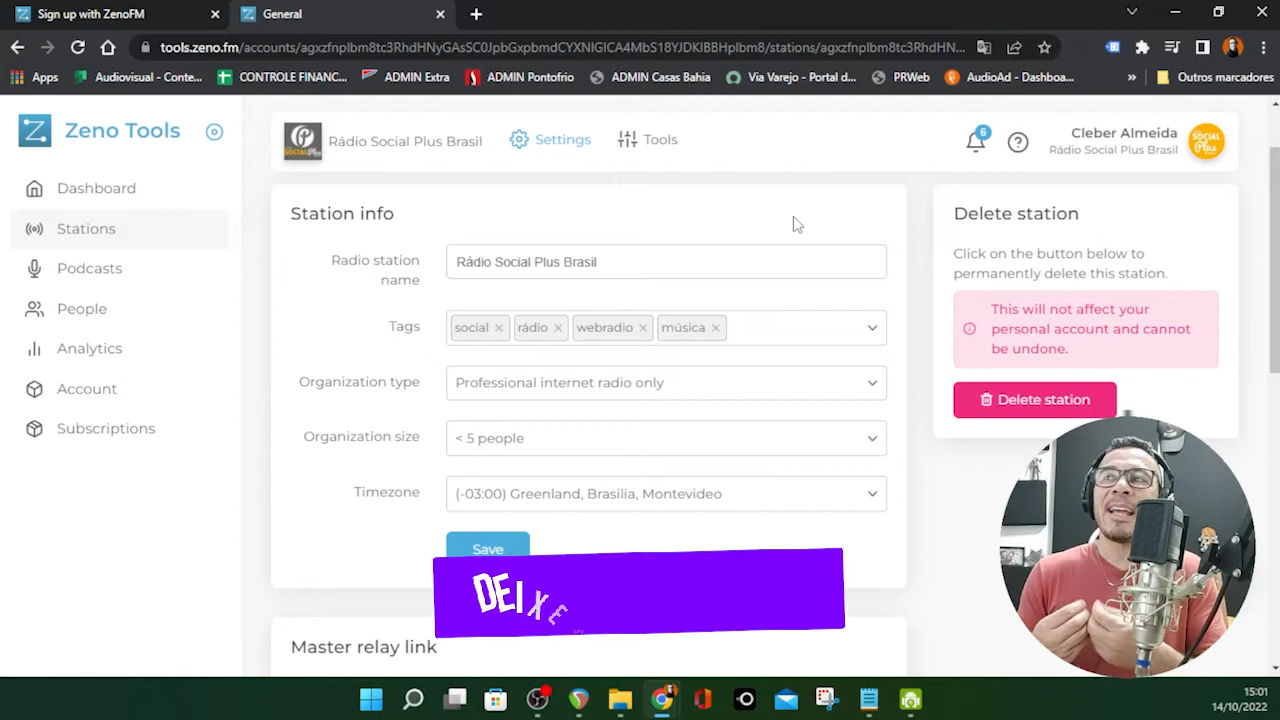 Sign up with ZenoFM
General
tools.zeno.fm/accounts/agxzfnplbm8tc3RhdHNyGAsSC0JpbGxpbmdCYXNlGICA4MbS18YJDKIBBHplbm8/stations/agxzfnplbm8tc3RhdHNyGAsSC0JpbGxpbmdCYXNl...
Apps
Audiovisual - Conte...
CONTROLE FINANC...
ADMIN Extra
ADMIN Pontofrio
ADMIN Casas Bahia
Via Varejo - Portal d...
PRWeb
AudioAd - Dashboa...
»
Outros marcadores
Zeno Tools
Dashboard
Stations
Podcasts
People
Analytics
Account
Subscriptions
Rádio Social Plus Brasil
Settings
Tools
6
Cleber Almeida
Rádio Social Plus Brasil
SOCIAL Plus
Station info
Radio station name
Rádio Social Plus Brasil
Tags
social × rádio × webradio × música ×
Organization type
Professional internet radio only
Organization size
< 5 people
Timezone
(-03:00) Greenland, Brasilia, Montevideo
Save
Master relay link
Delete station
Click on the button below to
permanently delete this station.
This will not affect your
personal account and cannot
be undone.
Delete station
DEIXE
15:01
14/10/2022